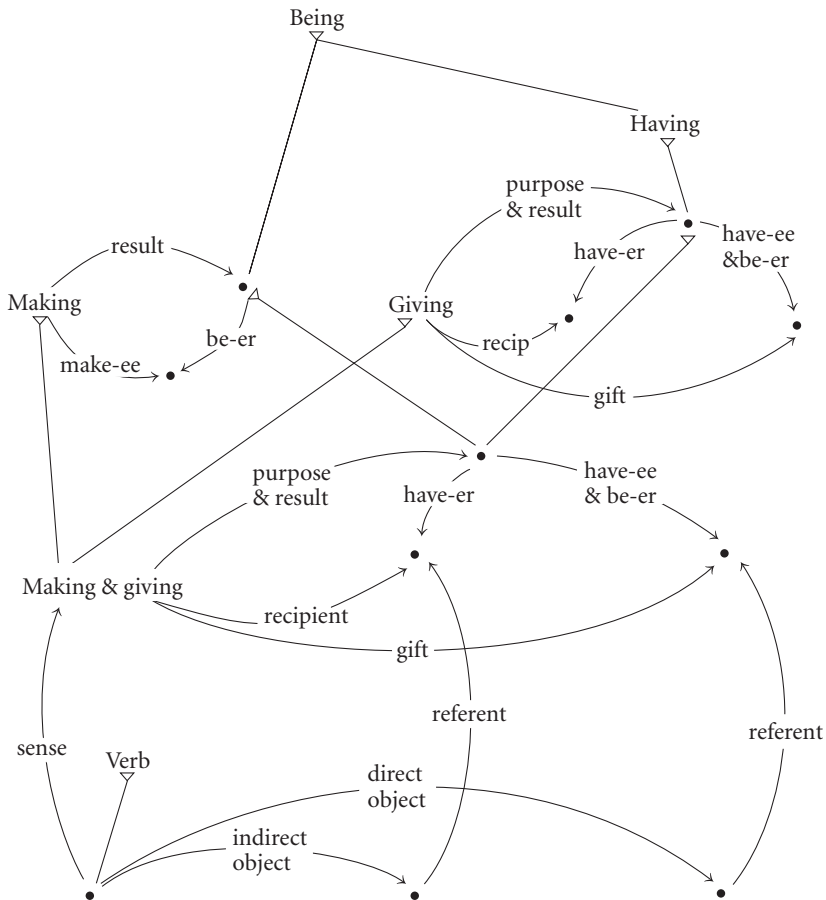 Being
Having
purpose
& result
have-ee
&be-er
result
have-er
Making
Giving
be-er
recip
make-ee
gift
purpose
& result
have-er
have-ee
& be-er
Making & giving
recipient
gift
referent
referent
sense
Verb
direct
object
indirect
object